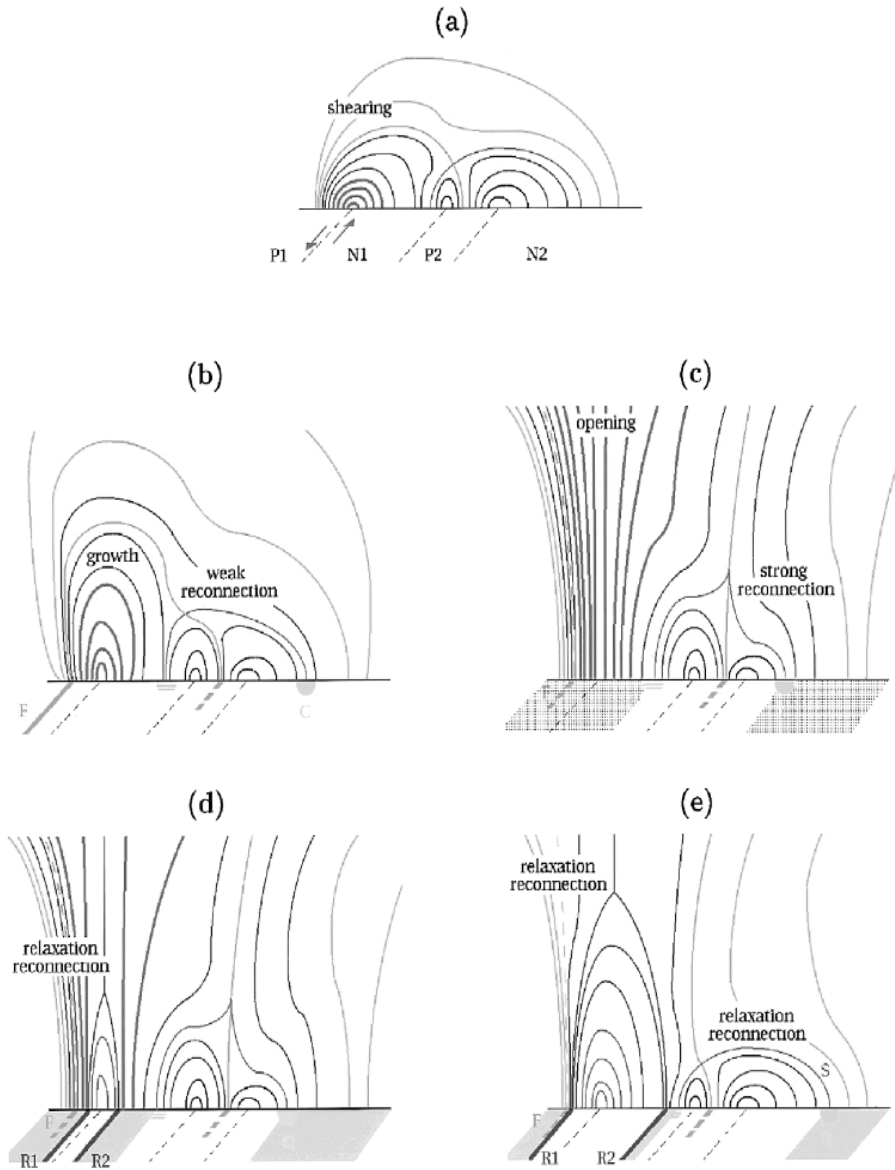 (a)
shearing
P1
N1
P2
N2
(b)
growth
weak
reconnection
F
C
(c)
opening
strong
reconnection
(d)
relaxation
reconnection
F
R1
R2
(e)
relaxation
reconnection
relaxation
reconnection
S
F
R1
R2